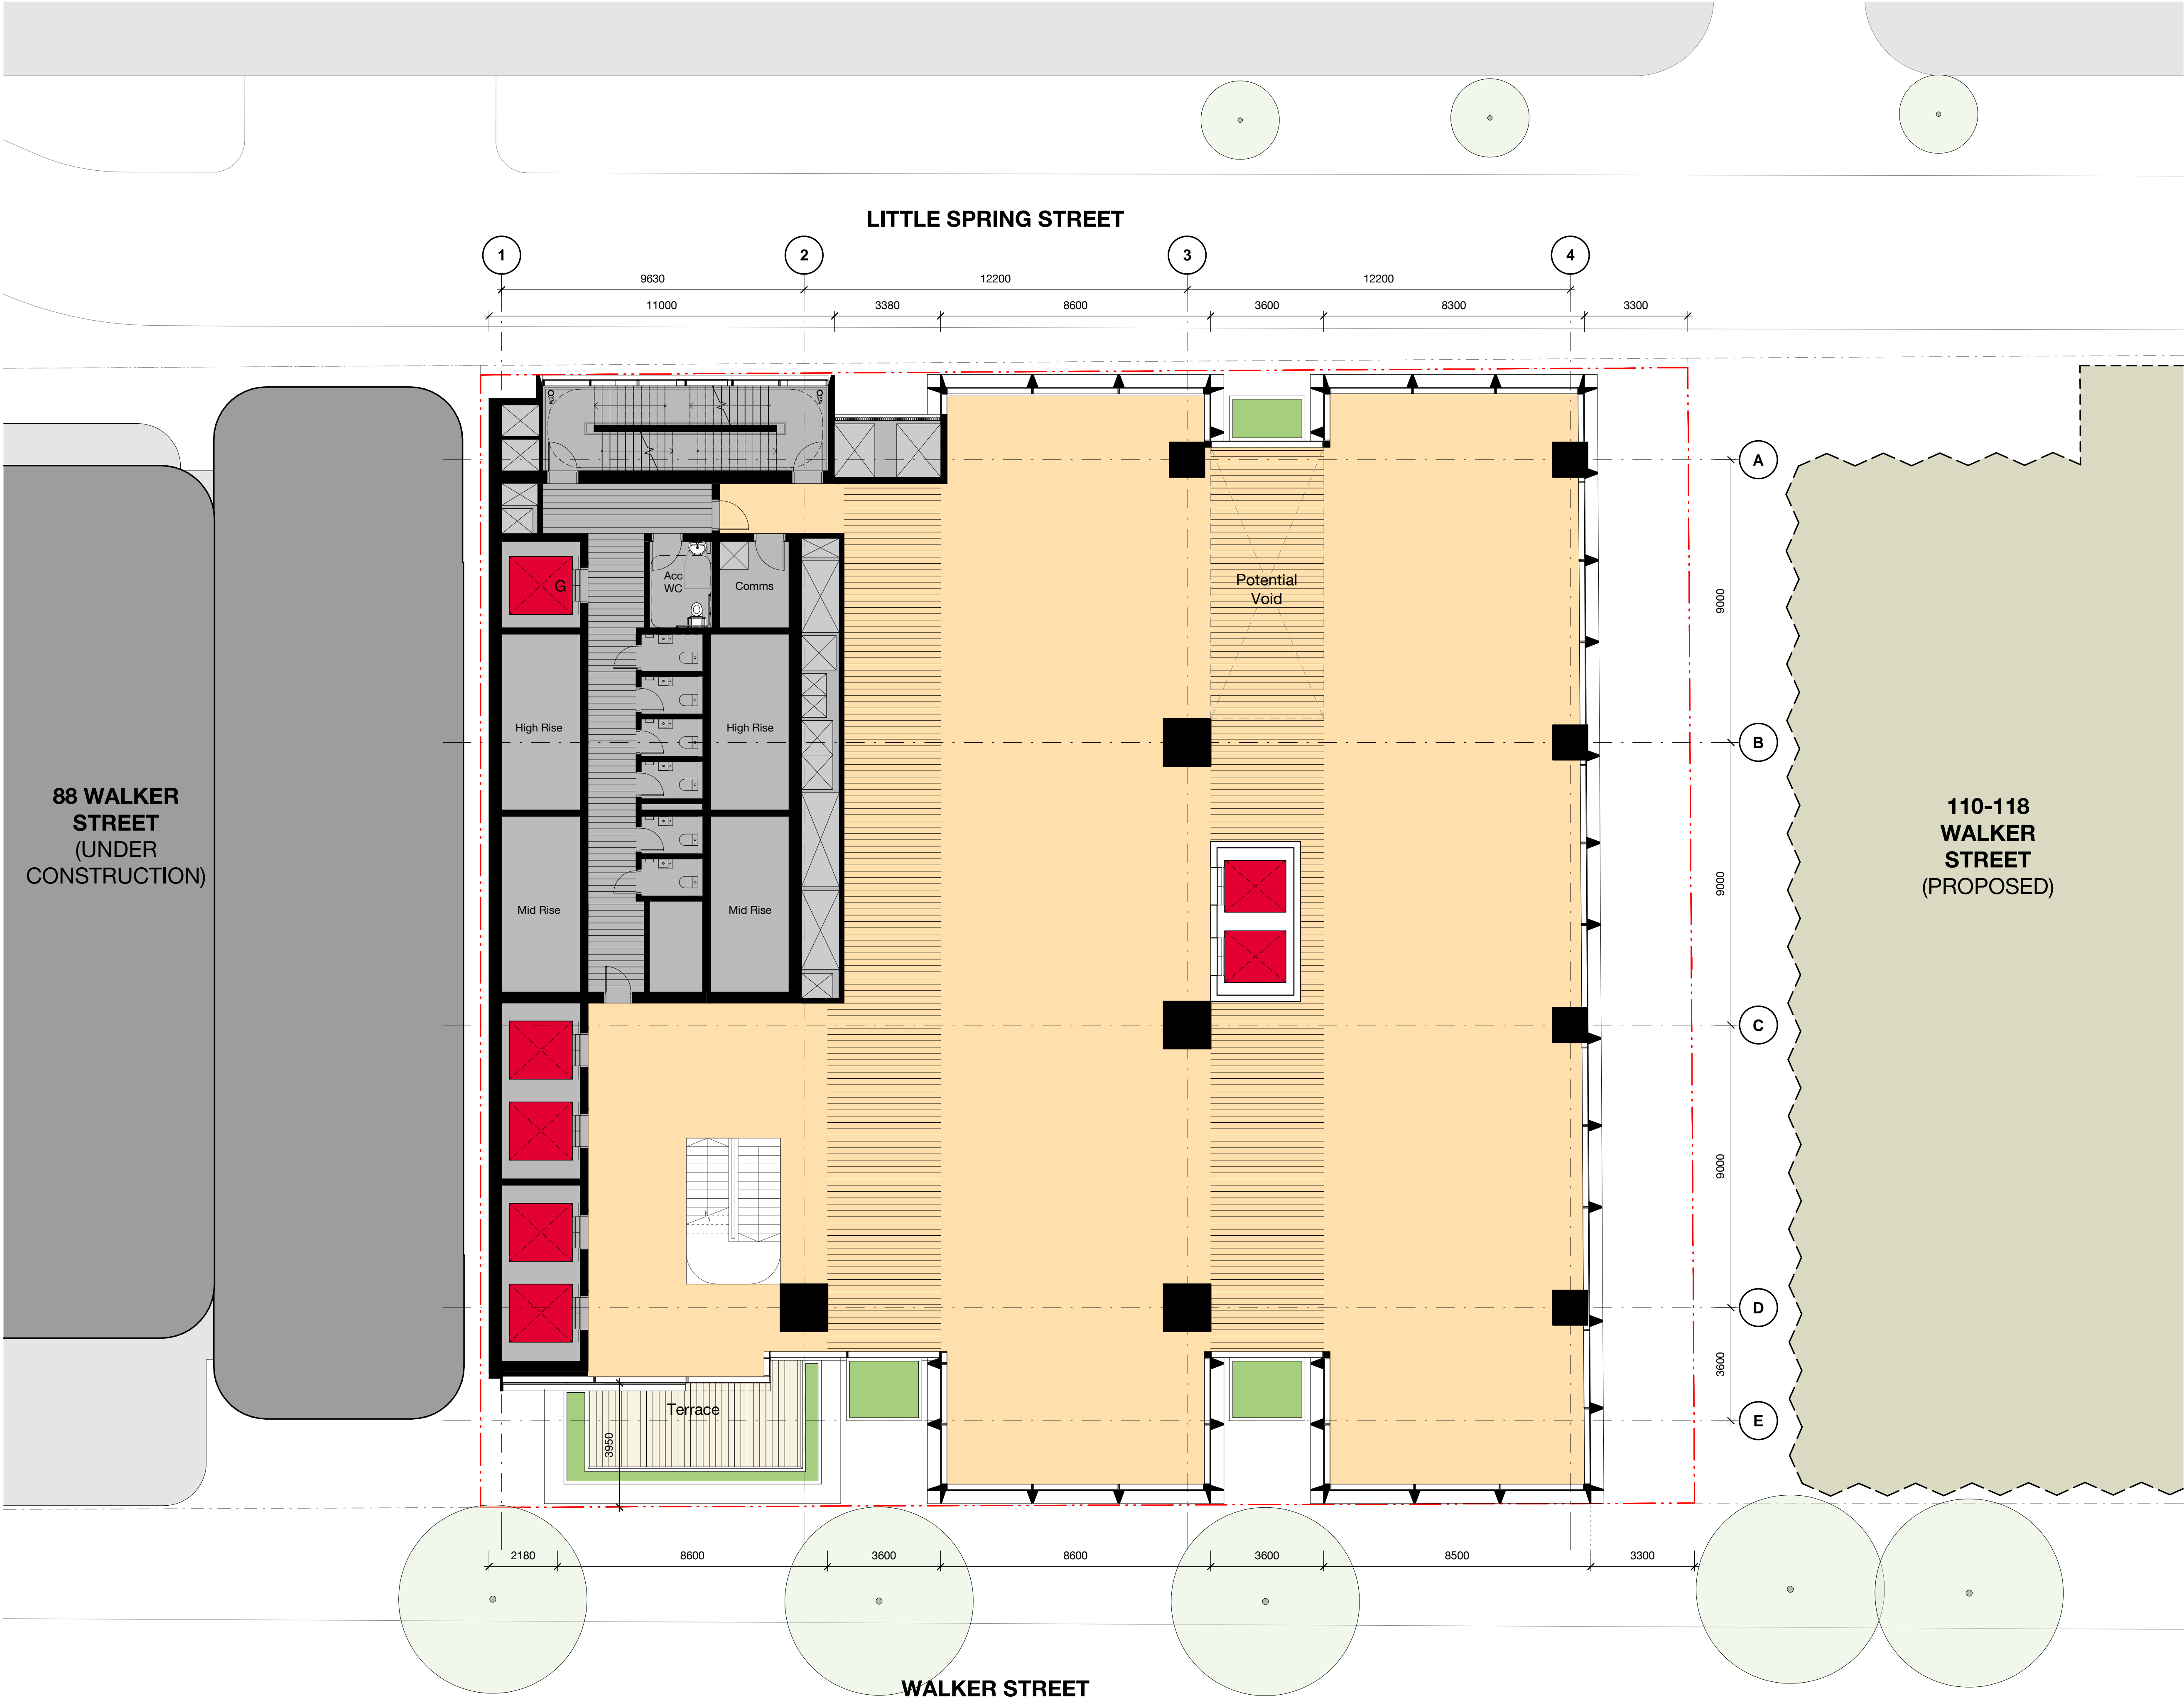 LITTLE SPRING STREET
1
2
3
4
9630
12200
12200
11000
3380
8600
3600
8300
3300
A
G
Acc
WC
Comms
Potential
Void
9000
High Rise
High Rise
B
88 WALKER
STREET
(UNDER
CONSTRUCTION)
110-118
WALKER
STREET
(PROPOSED)
9000
Mid Rise
Mid Rise
C
9000
D
3600
Terrace
E
3950
2180
8600
3600
8600
3600
8500
3300
WALKER STREET